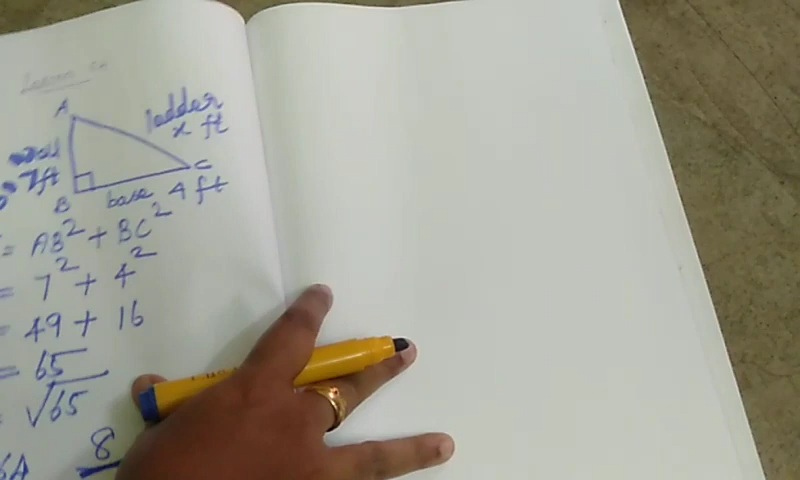 A
ladder
x ft
7ft
C
B
base 4 ft
= AB² + BC²
= 7² + 4²
= 49 + 16
= 65
= √65
8